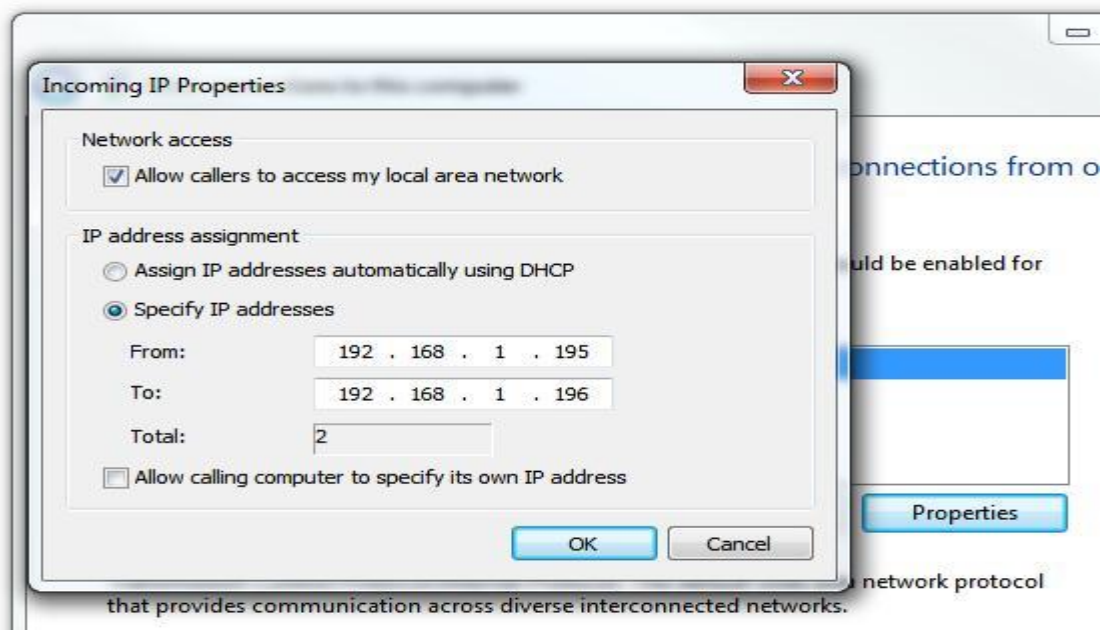 Incoming IP Properties
Network access
Allow callers to access my local area network
onnections from o
IP address assignment
Assign IP addresses automatically using DHCP
uld be enabled for
Specify IP addresses
From: 192 . 168 . 1 . 195
To: 192 . 168 . 1 . 196
Total: 2
Allow calling computer to specify its own IP address
Properties
OK Cancel
network protocol
that provides communication across diverse interconnected networks.